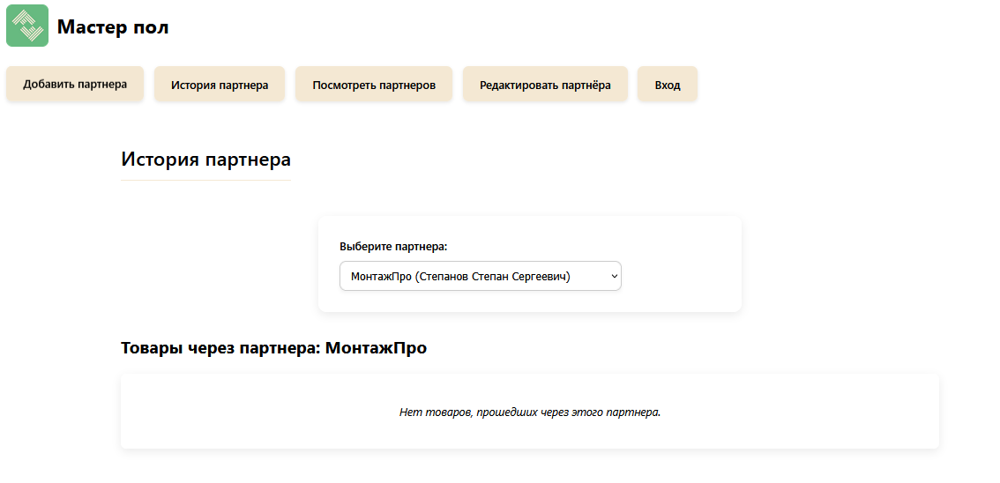 Мастер пол
Добавить партнера
История партнера
Посмотреть партнеров
Редактировать партнёра
Вход
История партнера
Выберите партнера:
МонтажПро (Степанов Степан Сергеевич)
Товары через партнера: МонтажПро
Нет товаров, прошедших через этого партнера.